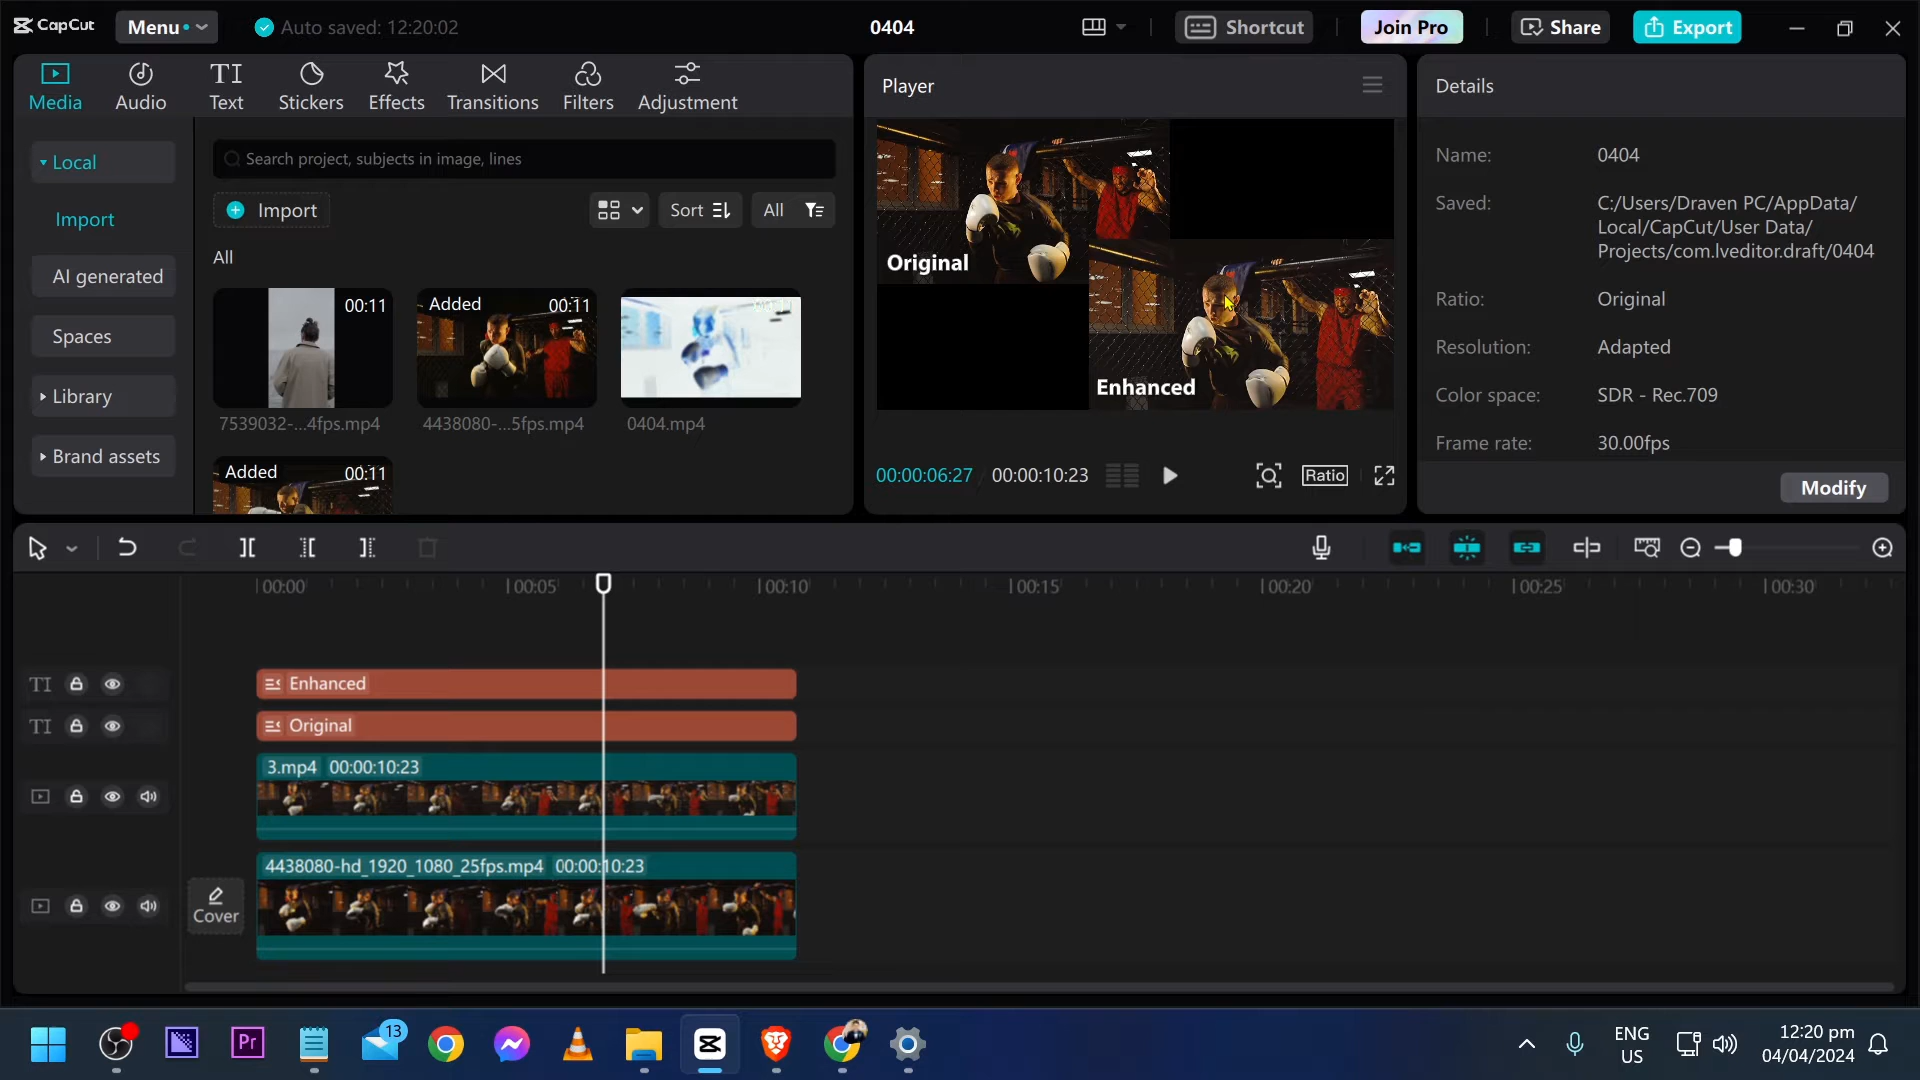 CapCut
Menu
Auto saved: 12:20:02
0404
Shortcut
Join Pro
Share
Export
Media
Audio
Text
Stickers
Effects
Transitions
Filters
Adjustment
Local
Import
AI generated
Spaces
Library
Brand assets
Search project, subjects in image, lines
Import
Sort
All
All
00:11
7539032-...4fps.mp4
Added
00:11
4438080-...5fps.mp4
0404.mp4
Added
00:11
Player
Original
Enhanced
00:00:06:27
00:00:10:23
Ratio
Details
Name:
0404
Saved:
C:/Users/Draven PC/AppData/
Local/CapCut/User Data/
Projects/com.lveditor.draft/0404
Ratio:
Original
Resolution:
Adapted
Color space:
SDR - Rec.709
Frame rate:
30.00fps
Modify
00:00
00:05
00:10
00:15
00:20
00:25
00:30
TI
Enhanced
TI
Original
3.mp4 00:00:10:23
Cover
4438080-hd_1920_1080_25fps.mp4 00:00:10:23
Pr
13
ENG
US
12:20 pm
04/04/2024